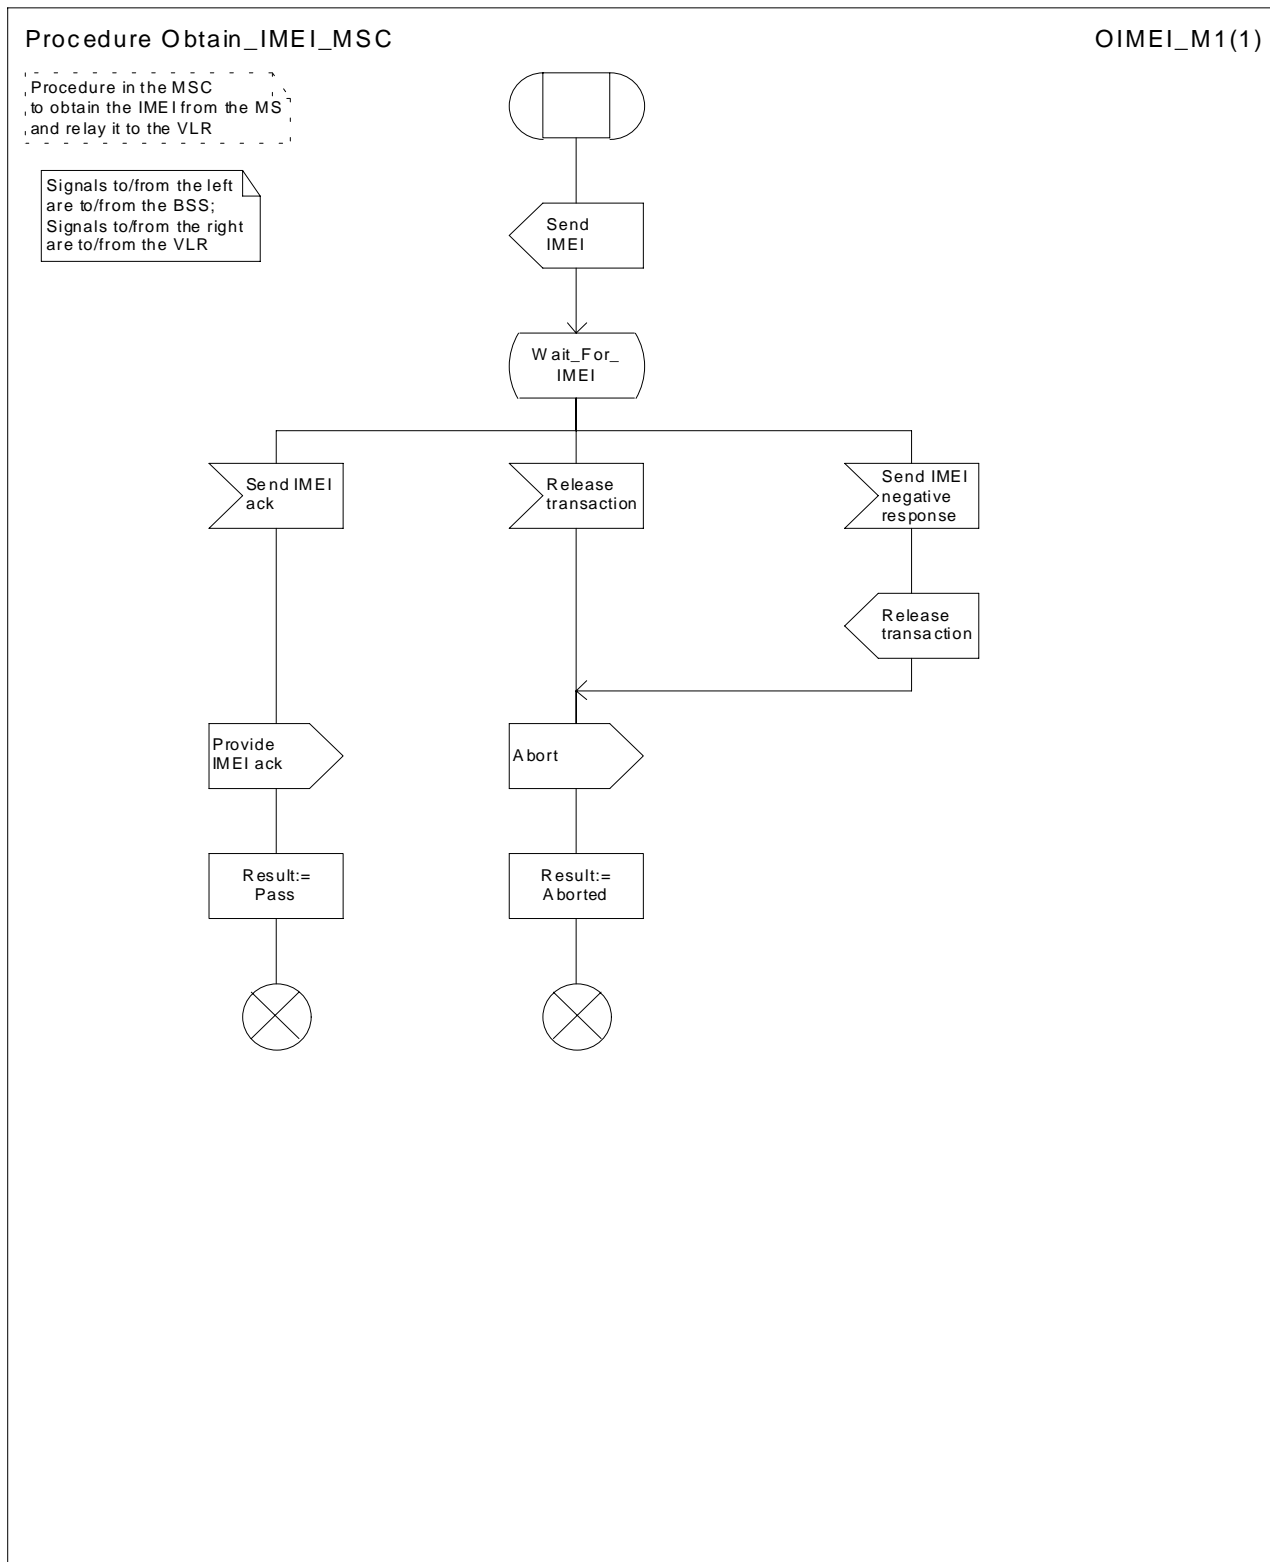 Procedure Obtain_IMEI_MSC
OIMEI_M1(1)
Procedure in the MSC
to obtain the IMEI from the MS
and relay it to the VLR
Signals to/from the left
are to/from the BSS;
Signals to/from the right
are to/from the VLR
Send
IMEI
Wait_For_
IMEI
Send IMEI
ack
Release
transaction
Send IMEI
negative
response
Release
transaction
Provide
IMEI ack
Abort
Result:=
Pass
Result:=
Aborted